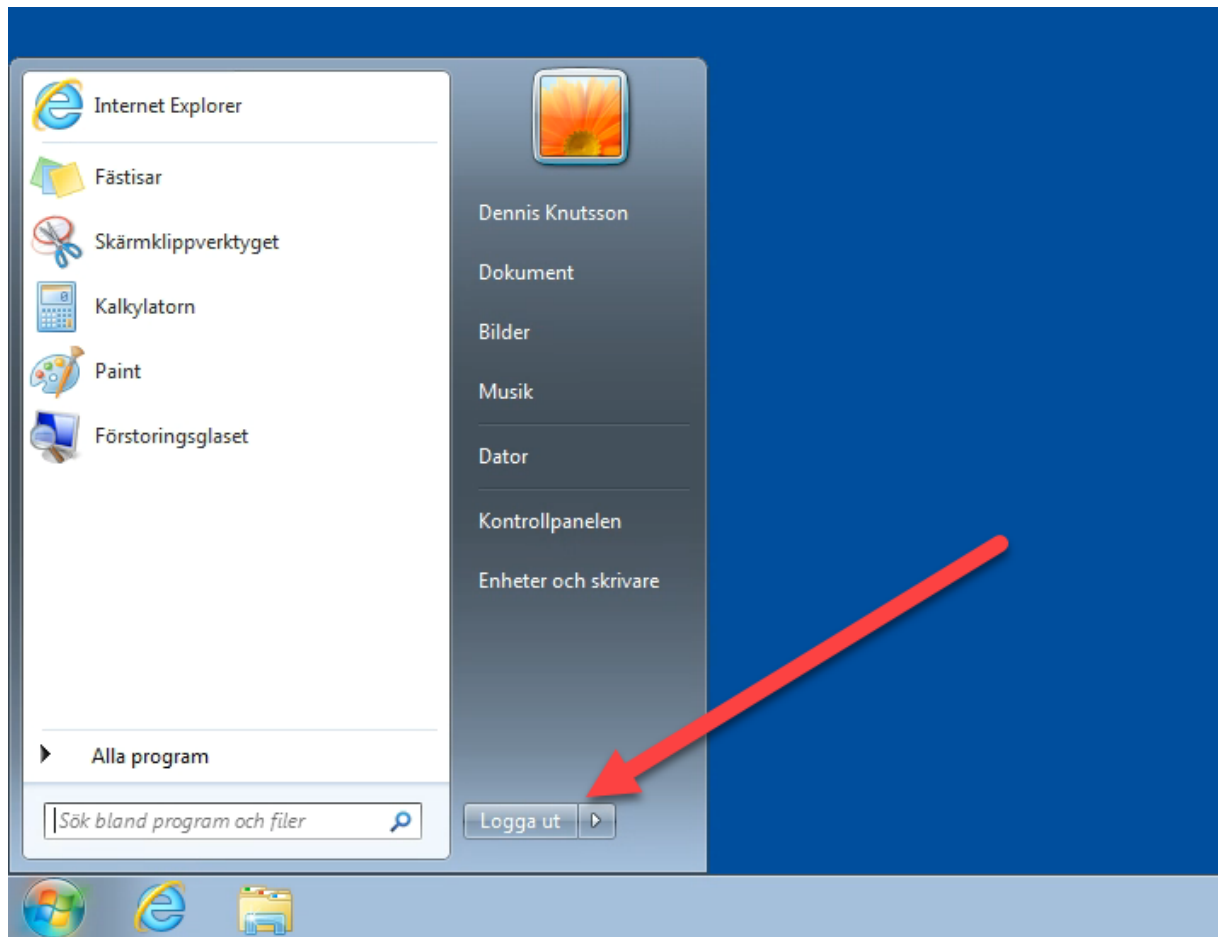 Internet Explorer
Fästisar
Skärmklippverktyget
Kalkylatorn
Paint
Förstoringsglaset
Alla program
Sök bland program och filer
Dennis Knutsson
Dokument
Bilder
Musik
Dator
Kontrollpanelen
Enheter och skrivare
Logga ut